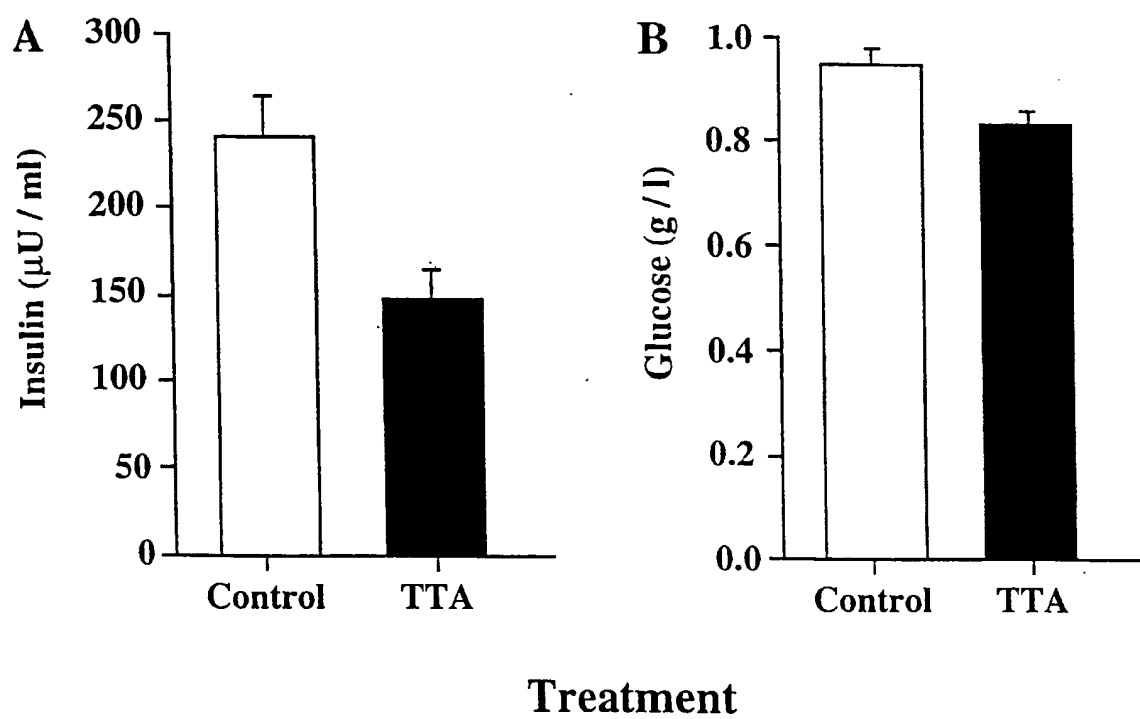 A
300
250
200
150
100
50
0
Insulin (μU / ml)
Control TTA
B
1.0
0.8
0.6
0.4
0.2
0.0
Glucose (g / l)
Control TTA
Treatment